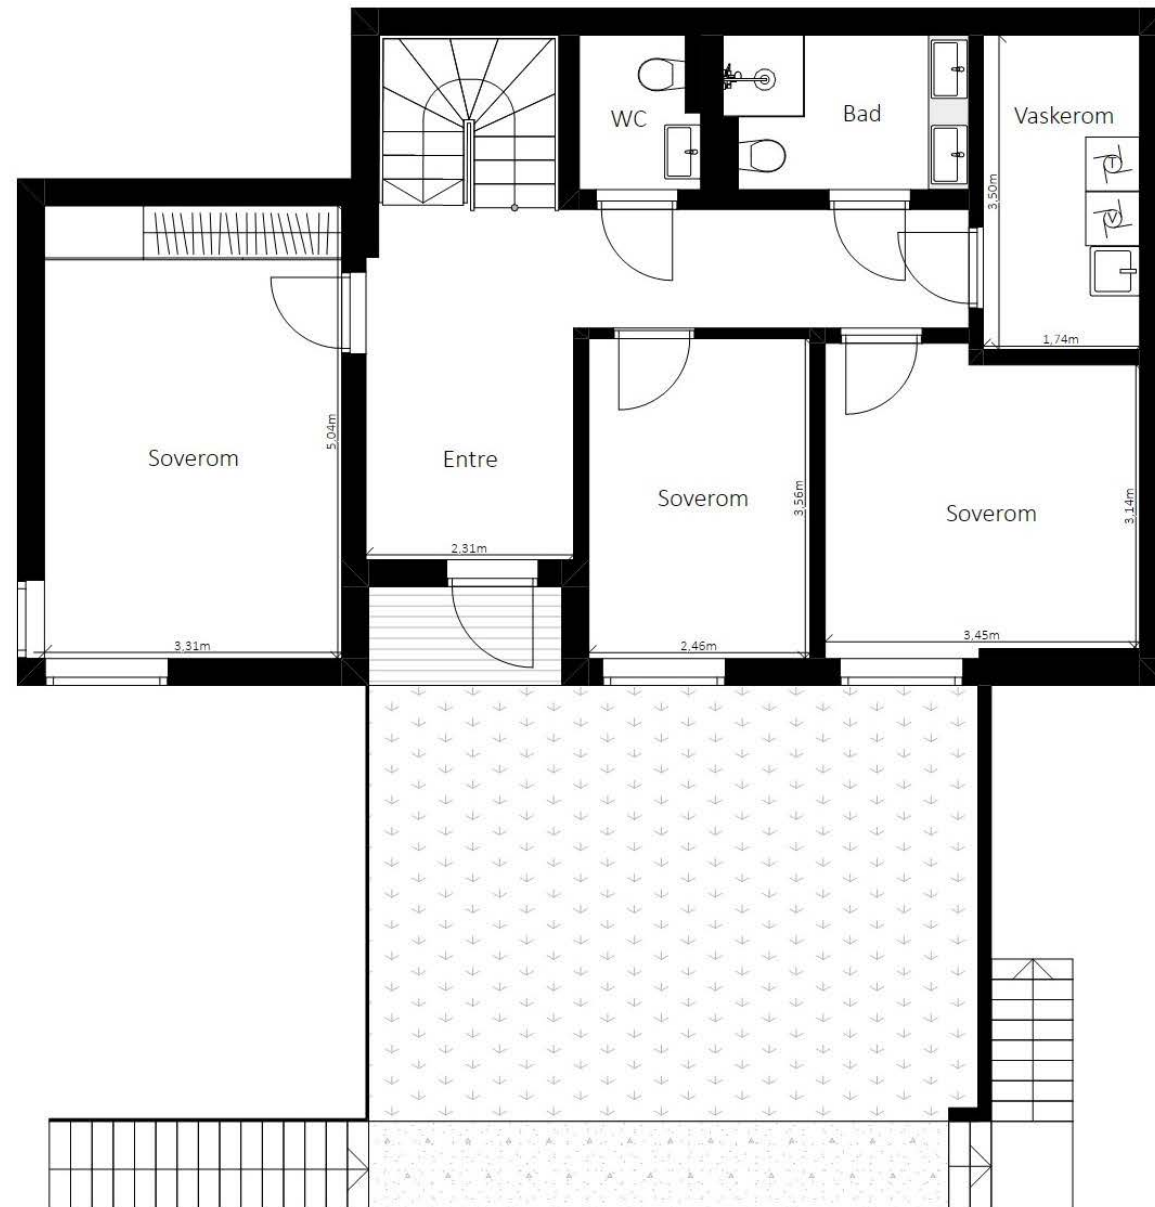 WC
Bad
Vaskerom
3,50m
1,74m
5,04m
Soverom
Entre
Soverom
3,56m
Soverom
3,14m
2,31m
3,31m
2,46m
3,45m